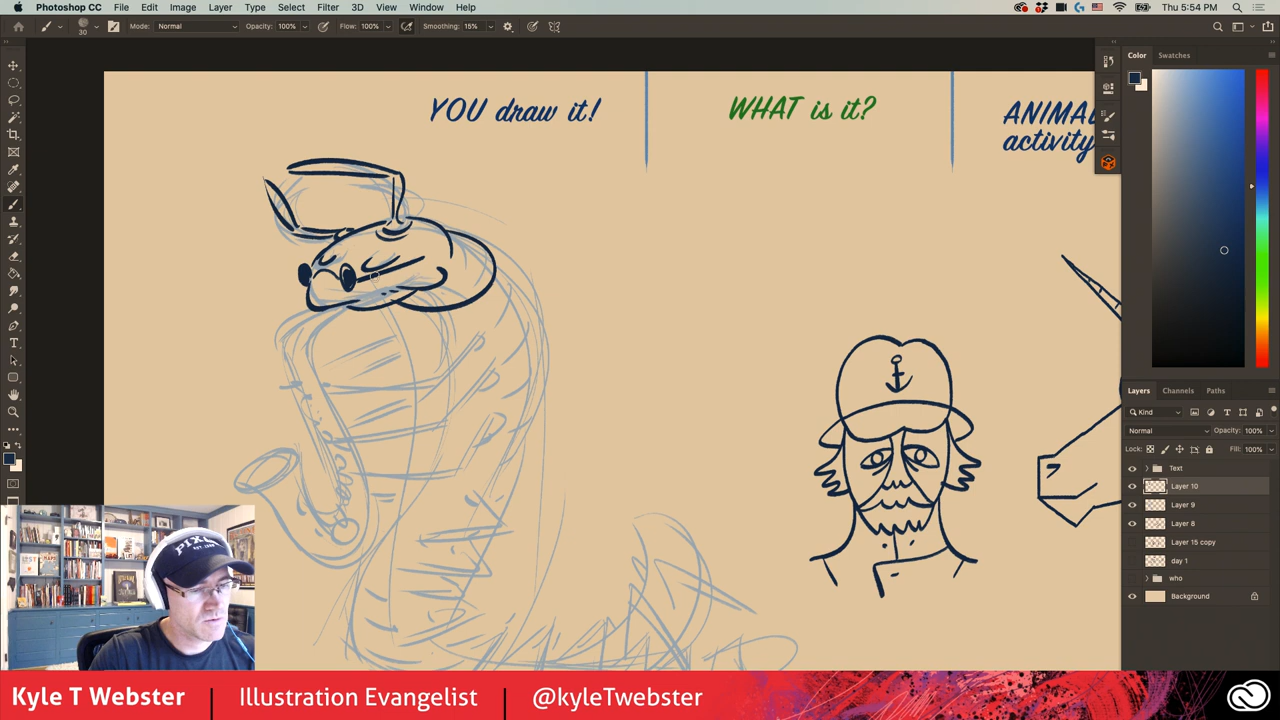 Photoshop CC File Edit Image Layer Type Select Filter 3D View Window Help Thu 5:54 PM
30 Mode: Normal Opacity: 100% Flow: 100% Smoothing: 15%
Color Swatches
YOU draw it!
WHAT is it?
ANIMAL
activity
Layers Channels Paths
Kind
Normal Opacity: 100%
Lock: Fill: 100%
Text
Layer 10
Layer 9
Layer 8
Layer 15 copy
day 1
who
Background
PIXEL
Kyle T Webster | Illustration Evangelist | @kyleTwebster